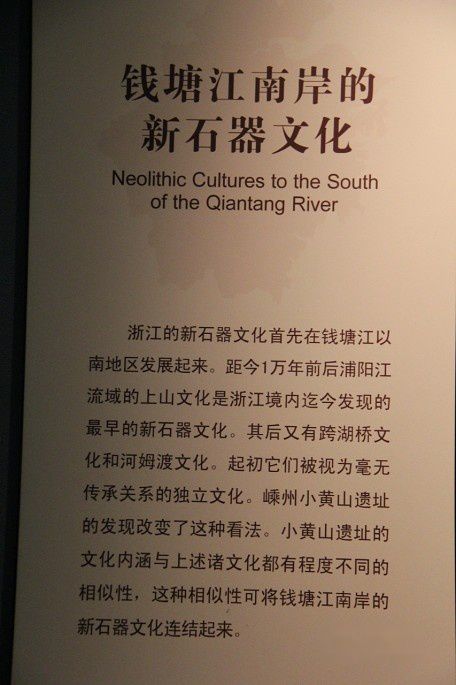 钱塘江南岸的
新石器文化
Neolithic Cultures to the South
of the Qiantang River
浙江的新石器文化首先在钱塘江以
南地区发展起来。距今1万年前后浦阳江
流域的上山文化是浙江境内迄今发现的
最早的新石器文化。其后又有跨湖桥文
化和河姆渡文化。起初它们被视为毫无
传承关系的独立文化。嵊州小黄山遗址
的发现改变了这种看法。小黄山遗址的
文化内涵与上述诸文化都有程度不同的
相似性，这种相似性可将钱塘江南岸的
新石器文化连结起来。